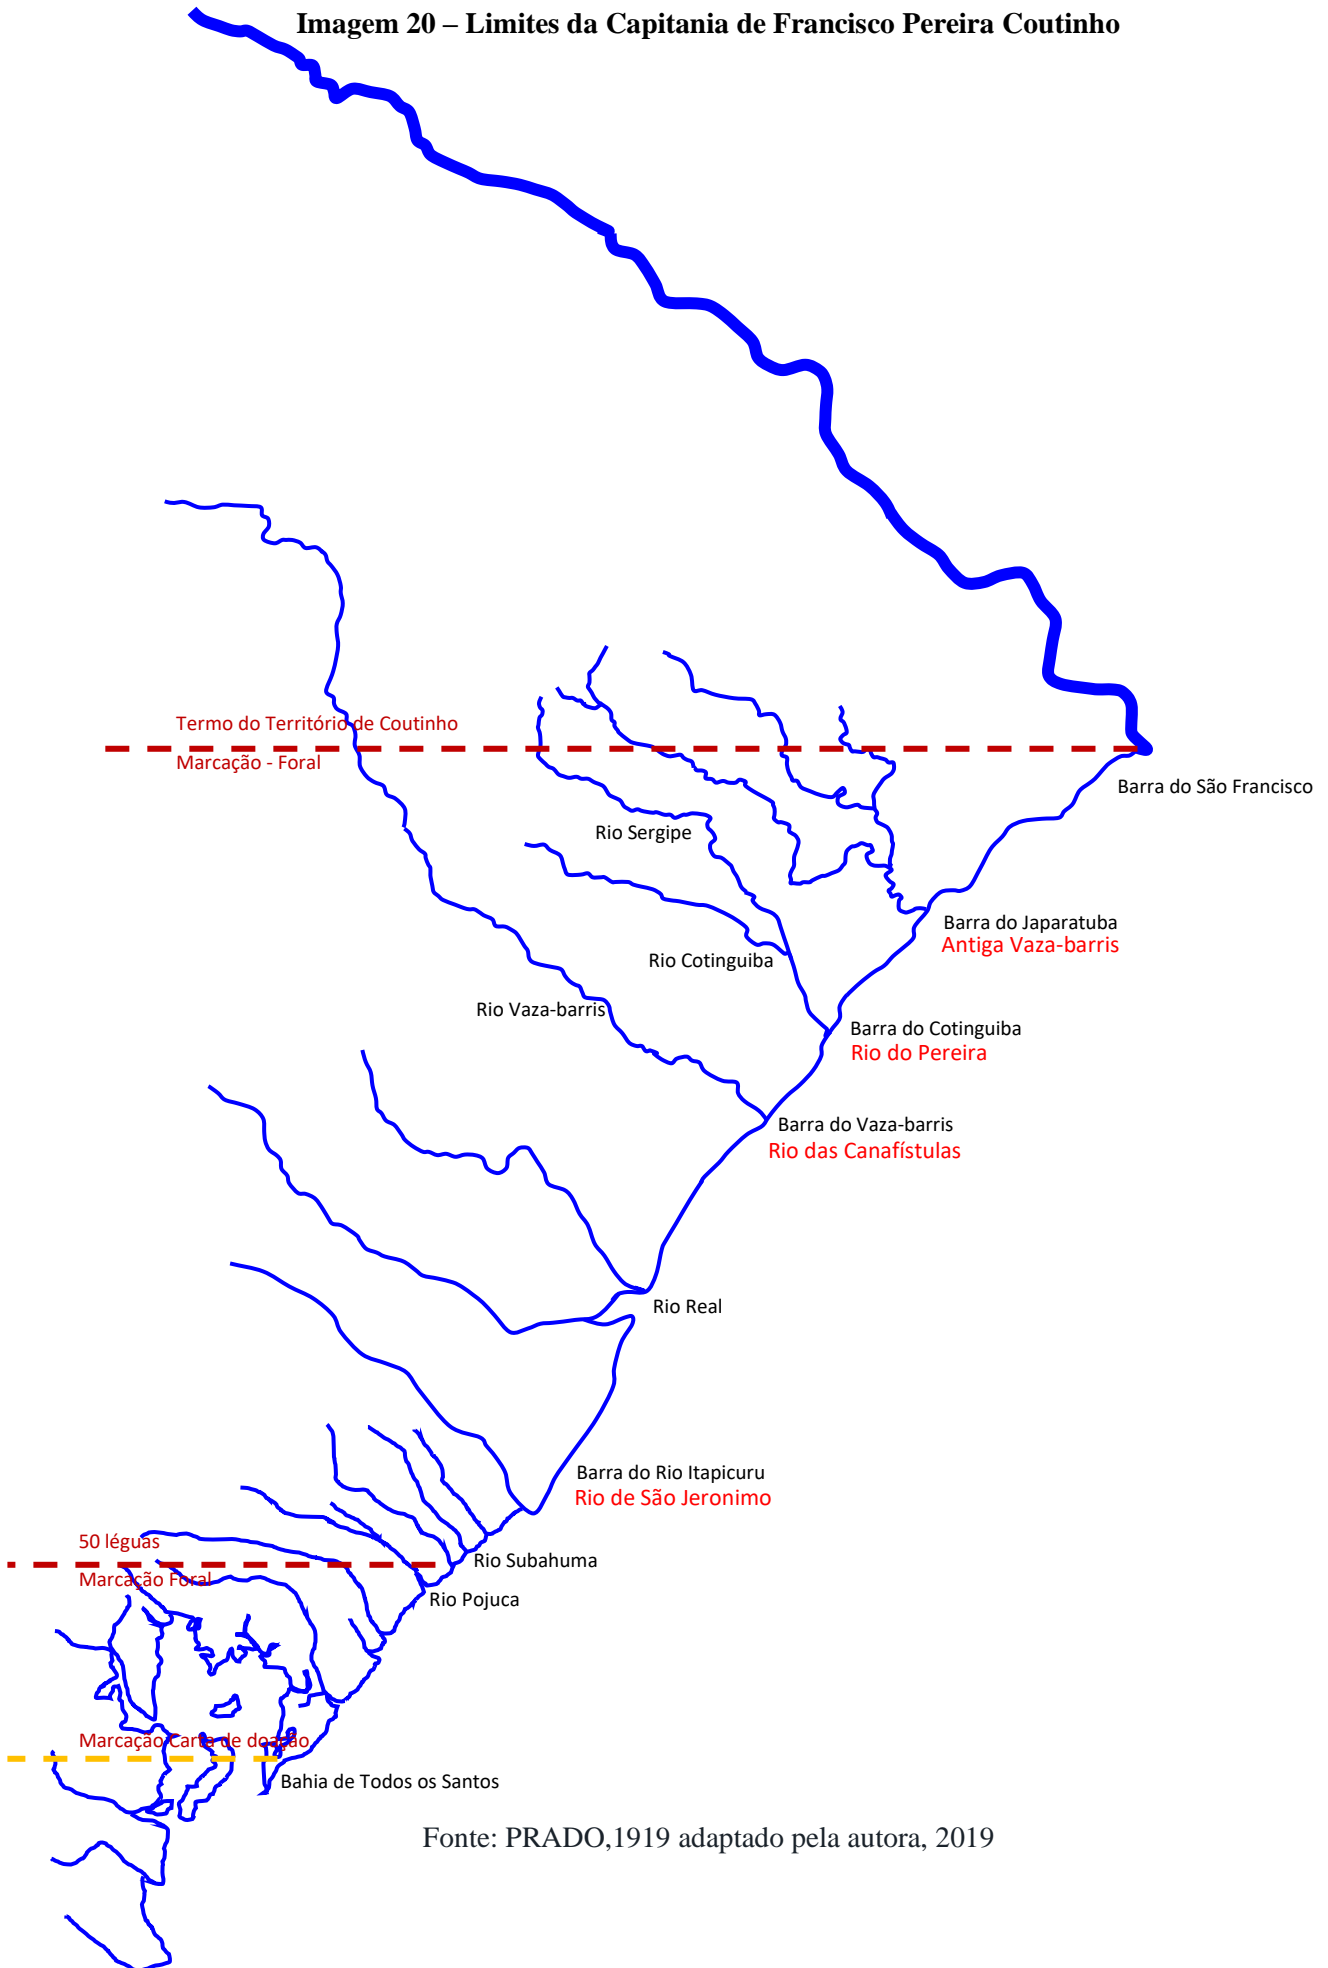 Imagem 20 – Limites da Capitania de Francisco Pereira Coutinho
Termo do Território de Coutinho
Marcação - Foral
Barra do São Francisco
Rio Sergipe
Barra do Japaratuba
Antiga Vaza-barris
Rio Cotinguiba
Rio Vaza-barris
Barra do Cotinguiba
Rio do Pereira
Barra do Vaza-barris
Rio das Canafístulas
Rio Real
Barra do Rio Itapicuru
Rio de São Jeronimo
50 léguas
Rio Subahuma
Marcação Foral
Rio Pojuca
Marcação Carta de doação
Bahia de Todos os Santos
Fonte: PRADO,1919 adaptado pela autora, 2019